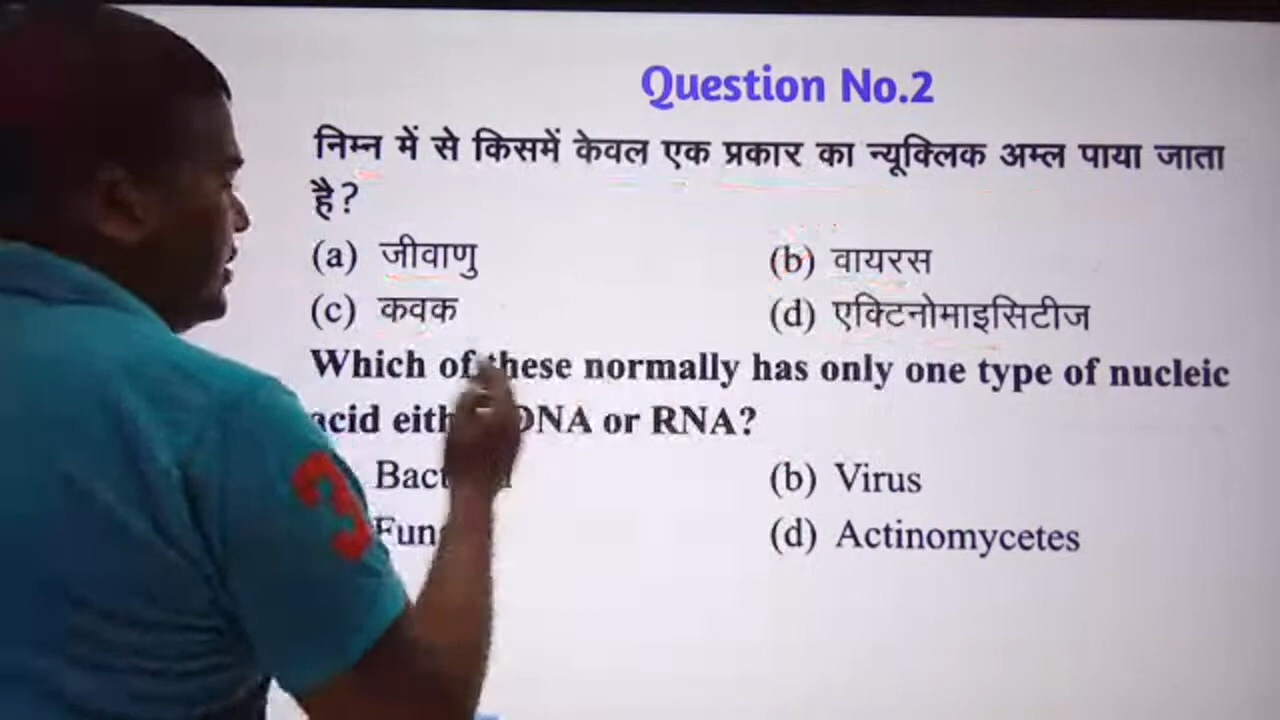 Question No.2
निम्न में से किसमें केवल एक प्रकार का न्यूक्लिक अम्ल पाया जाता
है?
(a) जीवाणु (b) वायरस
(c) कवक (d) एक्टिनोमाइसिटीज
Which of these normally has only one type of nucleic
DNA or RNA?
(b) Virus
(d) Actinomycetes
3